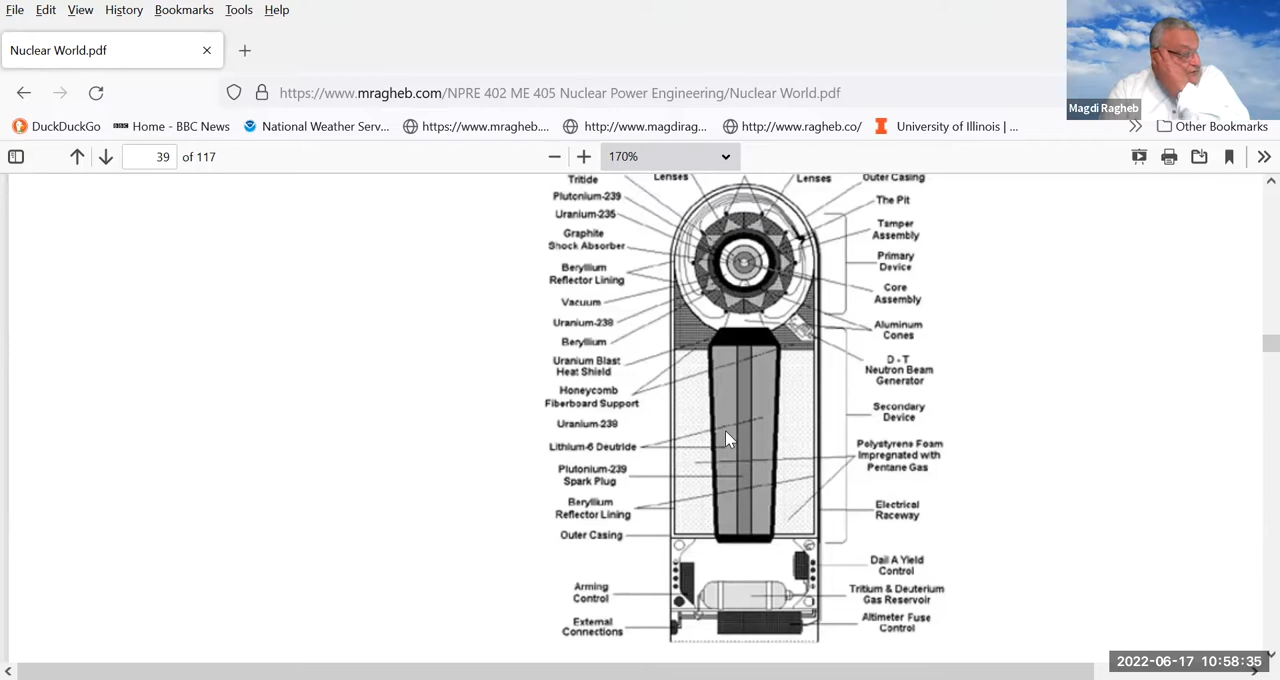 File Edit View History Bookmarks Tools Help
Nuclear World.pdf
https://www.mragheb.com/NPRE 402 ME 405 Nuclear Power Engineering/Nuclear World.pdf
Magdi Ragheb
DuckDuckGo
BBC Home - BBC News
National Weather Serv...
https://www.mragheb....
http://www.magdirag...
http://www.ragheb.co/
I University of Illinois | ...
Other Bookmarks
39 of 117
170%
Tritide
Lenses
Lenses
Outer Casing
Plutonium-239
The Pit
Uranium-235
Graphite
Shock Absorber
Tamper
Assembly
Beryllium
Reflector Lining
Primary
Device
Vacuum
Core
Assembly
Uranium-238
Aluminum
Cones
Beryllium
Uranium Blast
Heat Shield
D - T
Neutron Beam
Generator
Honeycomb
Fiberboard Support
Secondary
Device
Uranium-238
Lithium-6 Deutride
Polystyrene Foam
Impregnated with
Pentane Gas
Plutonium-239
Spark Plug
Beryllium
Reflector Lining
Electrical
Raceway
Outer Casing
Dail A Yield
Control
Arming
Control
Tritium & Deuterium
Gas Reservoir
External
Connections
Altimeter Fuse
Control
2022-06-17 10:58:35